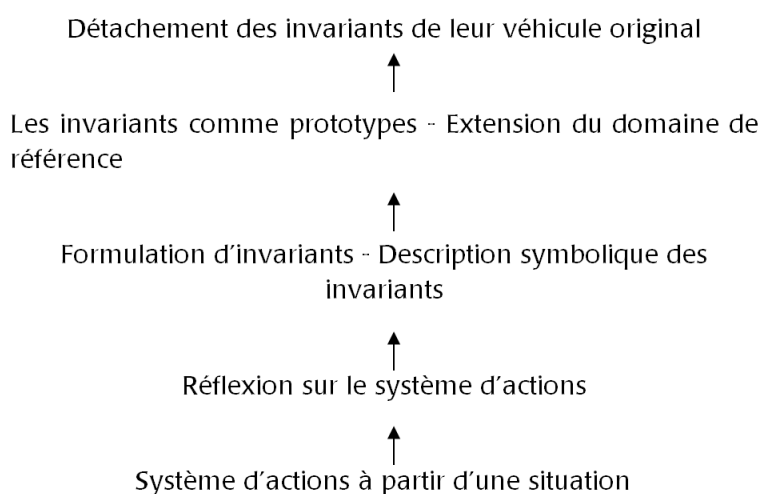 Détachement des invariants de leur véhicule original
Les invariants comme prototypes - Extension du domaine de
référence
Formulation d’invariants - Description symbolique des
invariants
Réflexion sur le système d’actions
Système d’actions à partir d’une situation